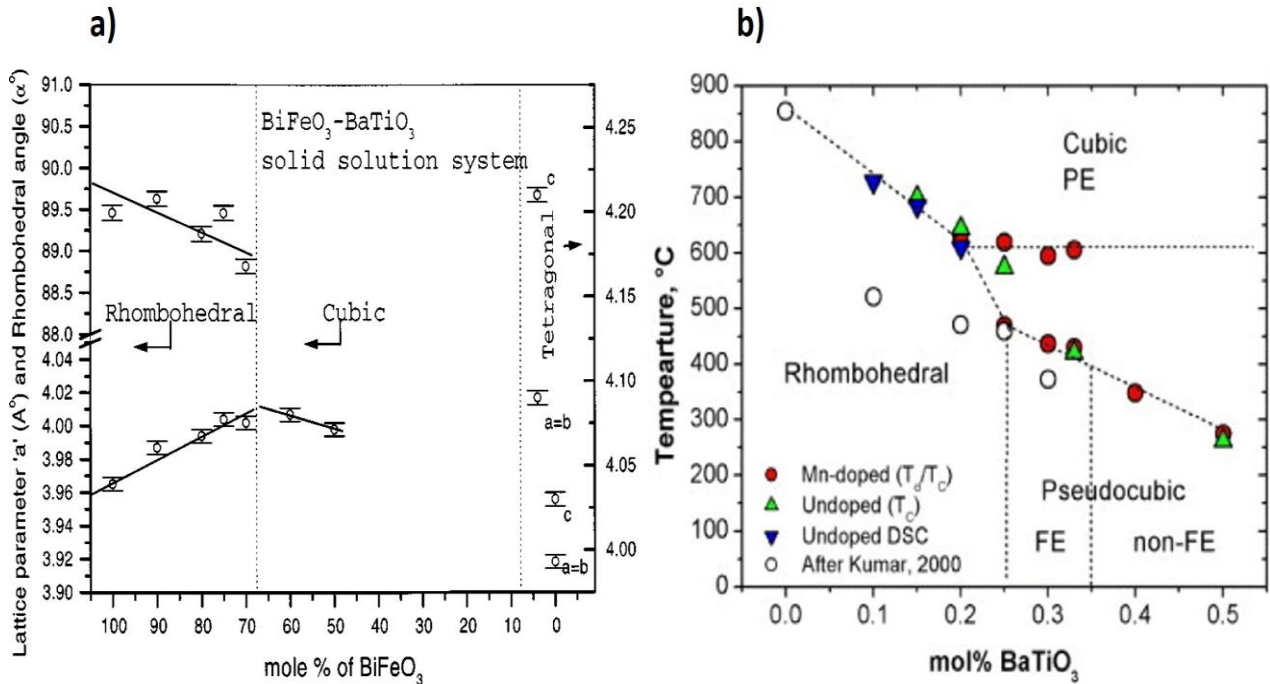 a)
Lattice parameter 'a' (A°) and Rhombohedral angle (α°)
91.0
90.5
90.0
89.5
89.0
88.5
88.0
4.04
4.02
4.00
3.98
3.96
3.94
3.92
3.90
BiFeO₃-BaTiO₃
solid solution system
Rhombohedral
Cubic
Tetragonal
c
a=b
c
a=b
4.25
4.20
4.15
4.10
4.05
4.00
100 90 80 70 60 50 40 30 20 10 0
mole % of BiFeO₃
b)
Tempearture, °C
900
800
700
600
500
400
300
200
100
0
Cubic
PE
Rhombohedral
Pseudocubic
FE
non-FE
Mn-doped (T_d/T_C)
Undoped (T_C)
Undoped DSC
After Kumar, 2000
0.0 0.1 0.2 0.3 0.4 0.5
mol% BaTiO₃